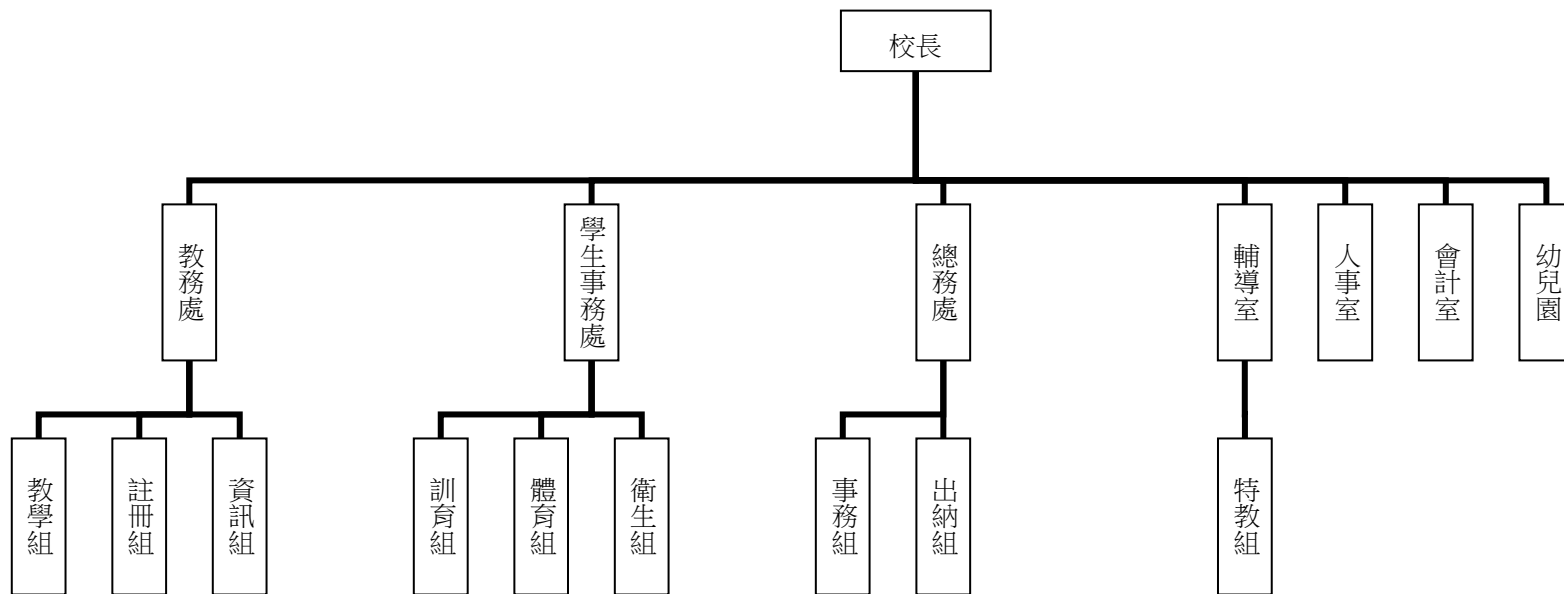 校長
教務處
學生事務處
總務處
輔導室
人事室
會計室
幼兒園
教學組
註冊組
資訊組
訓育組
體育組
衛生組
事務組
出納組
特教組